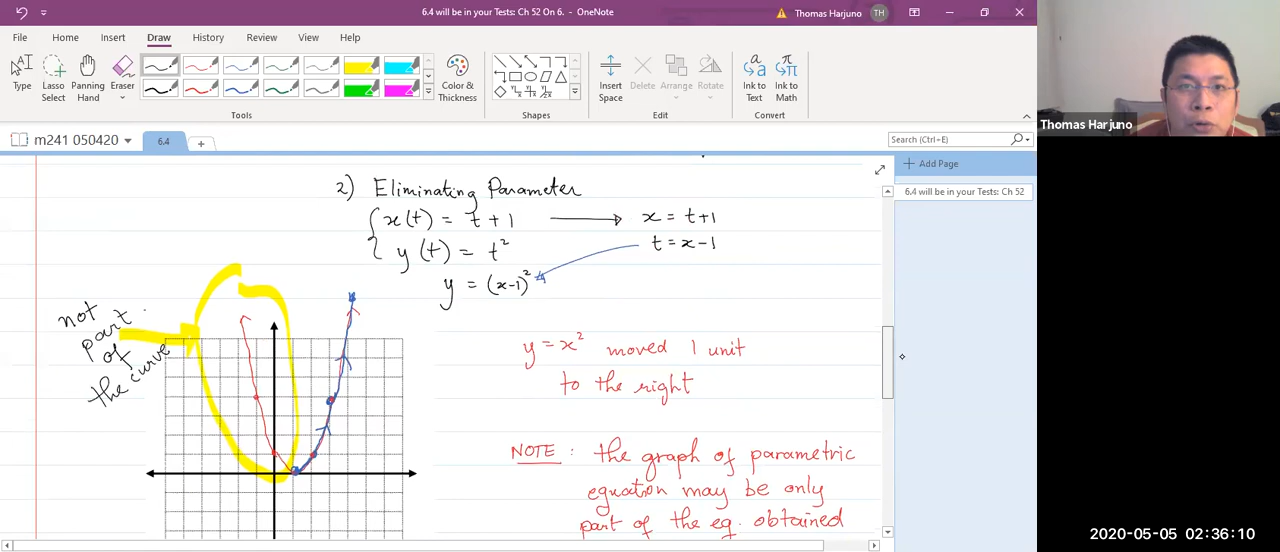 6.4 will be in your Tests: Ch 52 On 6. - OneNote
Thomas Harjuno
TH
File
Home
Insert
Draw
History
Review
View
Help
Type
Lasso Select
Panning Hand
Eraser
Color & Thickness
Insert Space
Delete
Arrange
Rotate
Ink to Text
Ink to Math
Tools
Shapes
Edit
Convert
Thomas Harjuno
m241 050420
6.4
Search (Ctrl+E)
Add Page
6.4 will be in your Tests: Ch 52
2) Eliminating Parameter
x(t) = t + 1 → x = t+1
y(t) = t² t = x-1
y = (x-1)²
not
part
of
the curve
y = x² moved 1 unit
to the right
NOTE : the graph of parametric
equation may be only
part of the eq. obtained
2020-05-05 02:36:10